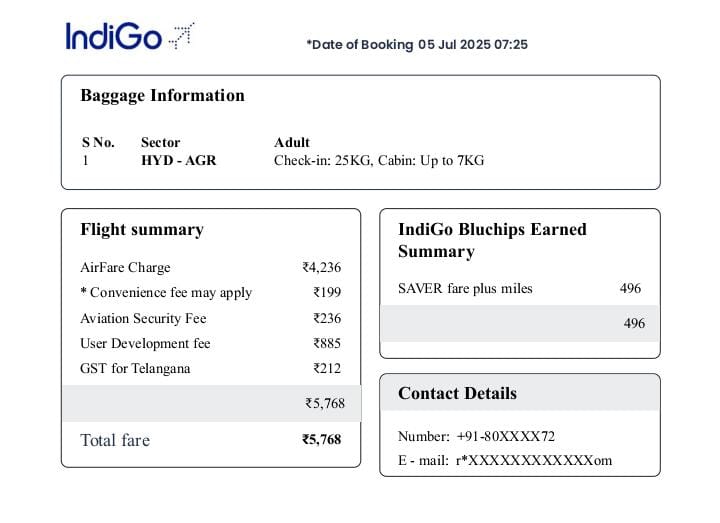 IndiGo
*Date of Booking 05 Jul 2025 07:25
Baggage Information
S No. Sector Adult
1 HYD - AGR Check-in: 25KG, Cabin: Up to 7KG
Flight summary
AirFare Charge ₹4,236
* Convenience fee may apply ₹199
Aviation Security Fee ₹236
User Development fee ₹885
GST for Telangana ₹212
₹5,768
Total fare ₹5,768
IndiGo Bluchips Earned
Summary
SAVER fare plus miles 496
496
Contact Details
Number: +91-80XXXX72
E - mail: r*XXXXXXXXXXXXom